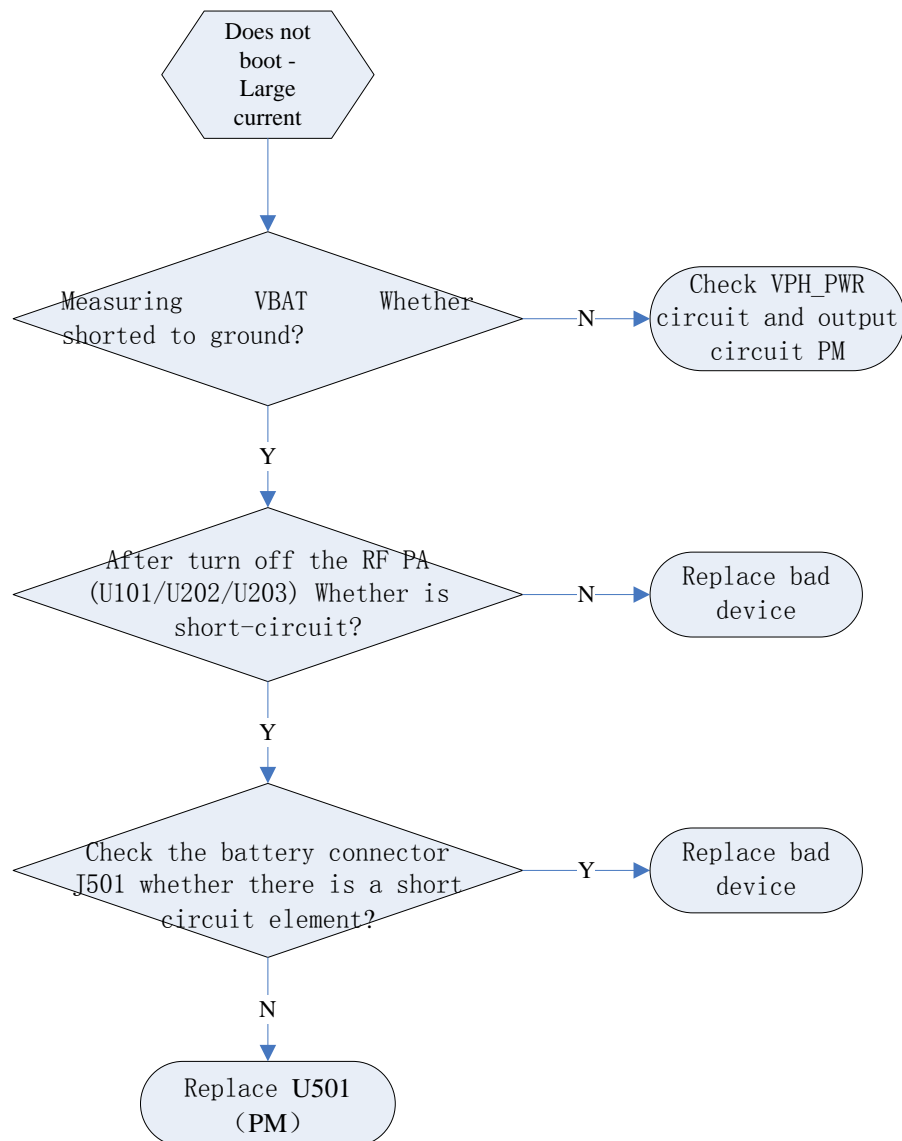 Does not
boot -
Large
current
Measuring VBAT Whether
shorted to ground?
N
Check VPH_PWR
circuit and output
circuit PM
Y
After turn off the RF PA
(U101/U202/U203) Whether is
short-circuit?
N
Replace bad
device
Y
Check the battery connector
J501 whether there is a short
circuit element?
Y
Replace bad
device
N
Replace U501
（PM）